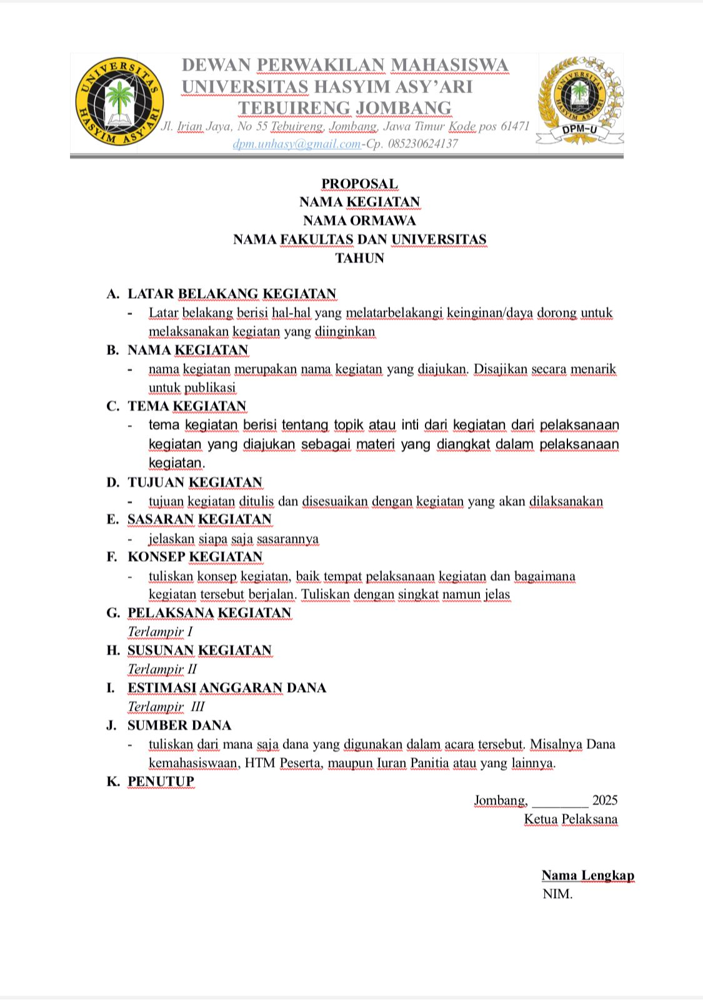 UNIVERSITAS
HASYIM ASY'ARI
DEWAN PERWAKILAN MAHASISWA
UNIVERSITAS HASYIM ASY’ARI
TEBUIRENG JOMBANG
Jl. Irian Jaya, No 55 Tebuireng, Jombang, Jawa Timur Kode pos 61471
dpm.unhasy@gmail.com-Cp. 085230624137
UNIVERSITAS
HASYIM ASY'ARI
DPM
DPM-U
PROPOSAL
NAMA KEGIATAN
NAMA ORMAWA
NAMA FAKULTAS DAN UNIVERSITAS
TAHUN
A. LATAR BELAKANG KEGIATAN
- Latar belakang berisi hal-hal yang melatarbelakangi keinginan/daya dorong untuk
melaksanakan kegiatan yang diinginkan
B. NAMA KEGIATAN
- nama kegiatan merupakan nama kegiatan yang diajukan. Disajikan secara menarik
untuk publikasi
C. TEMA KEGIATAN
- tema kegiatan berisi tentang topik atau inti dari kegiatan dari pelaksanaan
kegiatan yang diajukan sebagai materi yang diangkat dalam pelaksanaan
kegiatan.
D. TUJUAN KEGIATAN
- tujuan kegiatan ditulis dan disesuaikan dengan kegiatan yang akan dilaksanakan
E. SASARAN KEGIATAN
- jelaskan siapa saja sasarannya
F. KONSEP KEGIATAN
- tuliskan konsep kegiatan, baik tempat pelaksanaan kegiatan dan bagaimana
kegiatan tersebut berjalan. Tuliskan dengan singkat namun jelas
G. PELAKSANA KEGIATAN
Terlampir I
H. SUSUNAN KEGIATAN
Terlampir II
I. ESTIMASI ANGGARAN DANA
Terlampir III
J. SUMBER DANA
- tuliskan dari mana saja dana yang digunakan dalam acara tersebut. Misalnya Dana
kemahasiswaan, HTM Peserta, maupun Iuran Panitia atau yang lainnya.
K. PENUTUP
Jombang, ________ 2025
Ketua Pelaksana
Nama Lengkap
NIM.